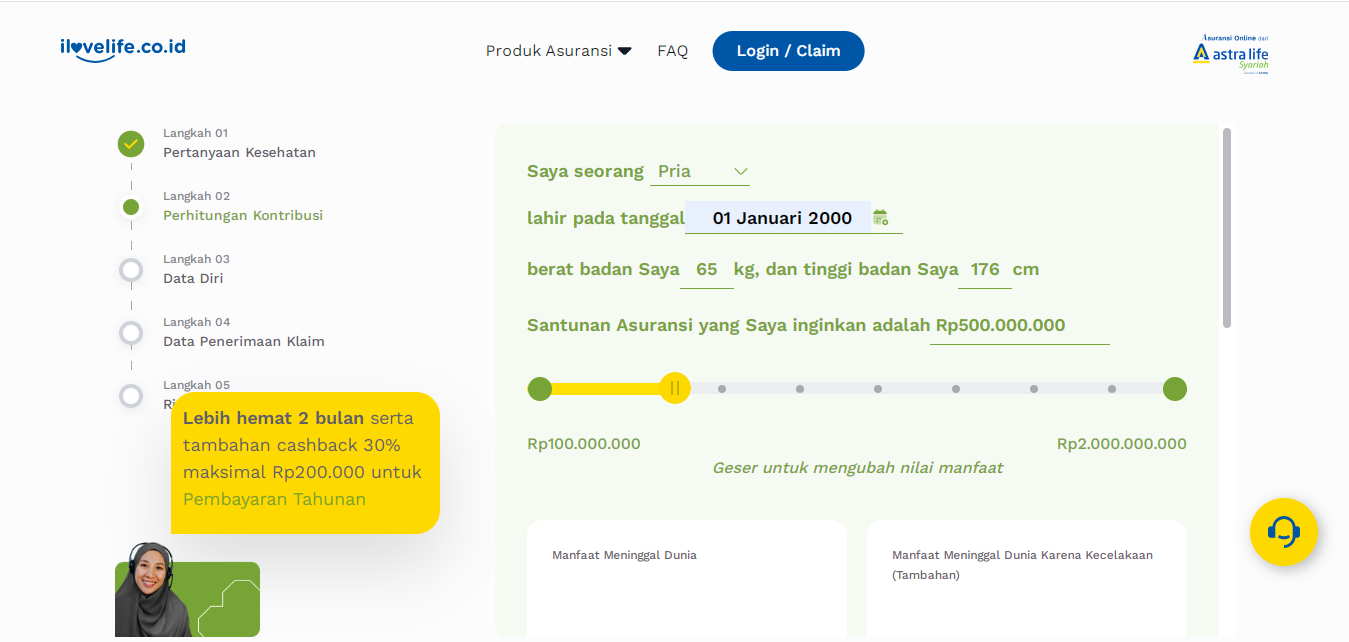 ilovelife.co.id
Produk Asuransi
FAQ
Login / Claim
Asuransi Online dari
astra life
Syariah
Langkah 01
Pertanyaan Kesehatan
Langkah 02
Perhitungan Kontribusi
Langkah 03
Data Diri
Langkah 04
Data Penerimaan Klaim
Langkah 05
Lebih hemat 2 bulan serta
tambahan cashback 30%
maksimal Rp200.000 untuk
Pembayaran Tahunan
Saya seorang Pria
lahir pada tanggal 01 Januari 2000
berat badan Saya 65 kg, dan tinggi badan Saya 176 cm
Santunan Asuransi yang Saya inginkan adalah Rp500.000.000
Rp100.000.000
Rp2.000.000.000
Geser untuk mengubah nilai manfaat
Manfaat Meninggal Dunia
Manfaat Meninggal Dunia Karena Kecelakaan
(Tambahan)